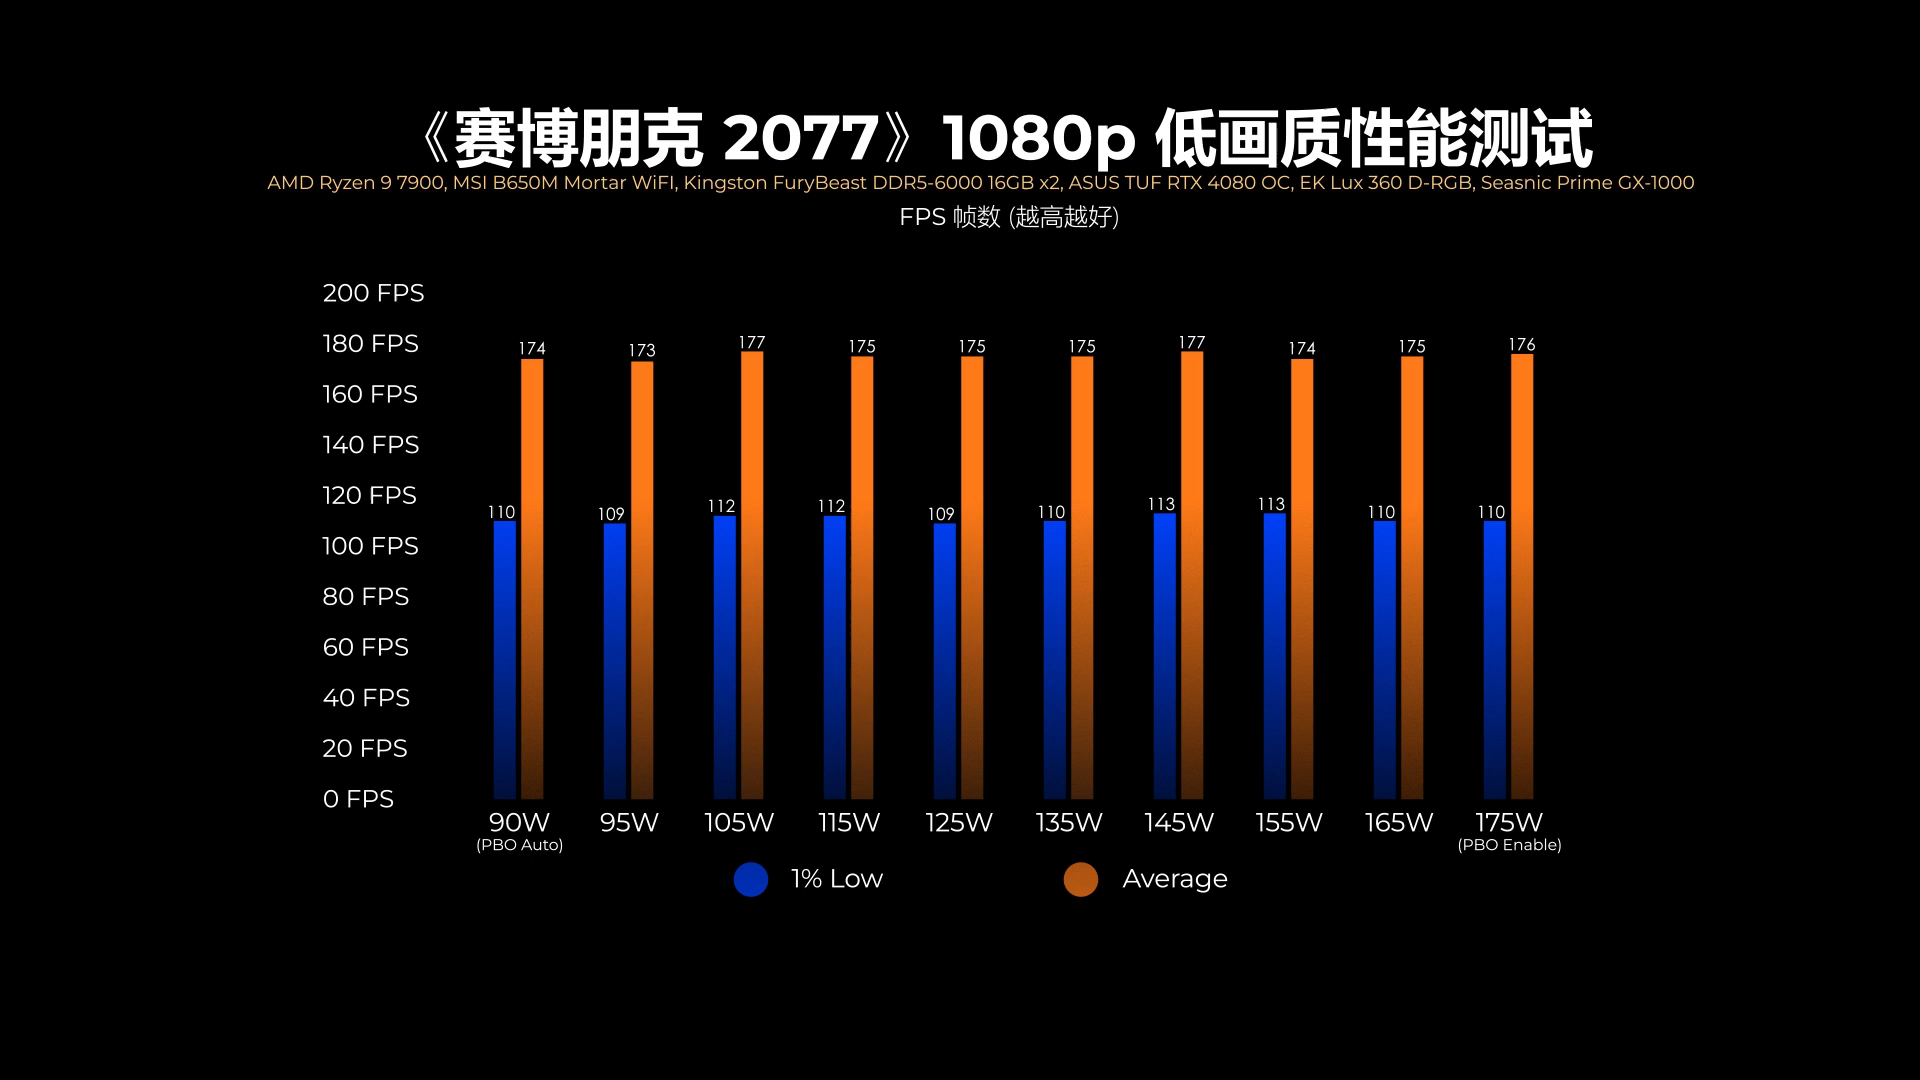 《赛博朋克 2077》1080p 低画质性能测试
AMD Ryzen 9 7900, MSI B650M Mortar WiFI, Kingston FuryBeast DDR5-6000 16GB x2, ASUS TUF RTX 4080 OC, EK Lux 360 D-RGB, Seasnic Prime GX-1000
FPS 帧数 (越高越好)
200 FPS
180 FPS
160 FPS
140 FPS
120 FPS
100 FPS
80 FPS
60 FPS
40 FPS
20 FPS
0 FPS
174 173 177 175 175 175 177 174 175 176
110 109 112 112 109 110 113 113 110 110
90W 95W 105W 115W 125W 135W 145W 155W 165W 175W
(PBO Auto) (PBO Enable)
1% Low Average